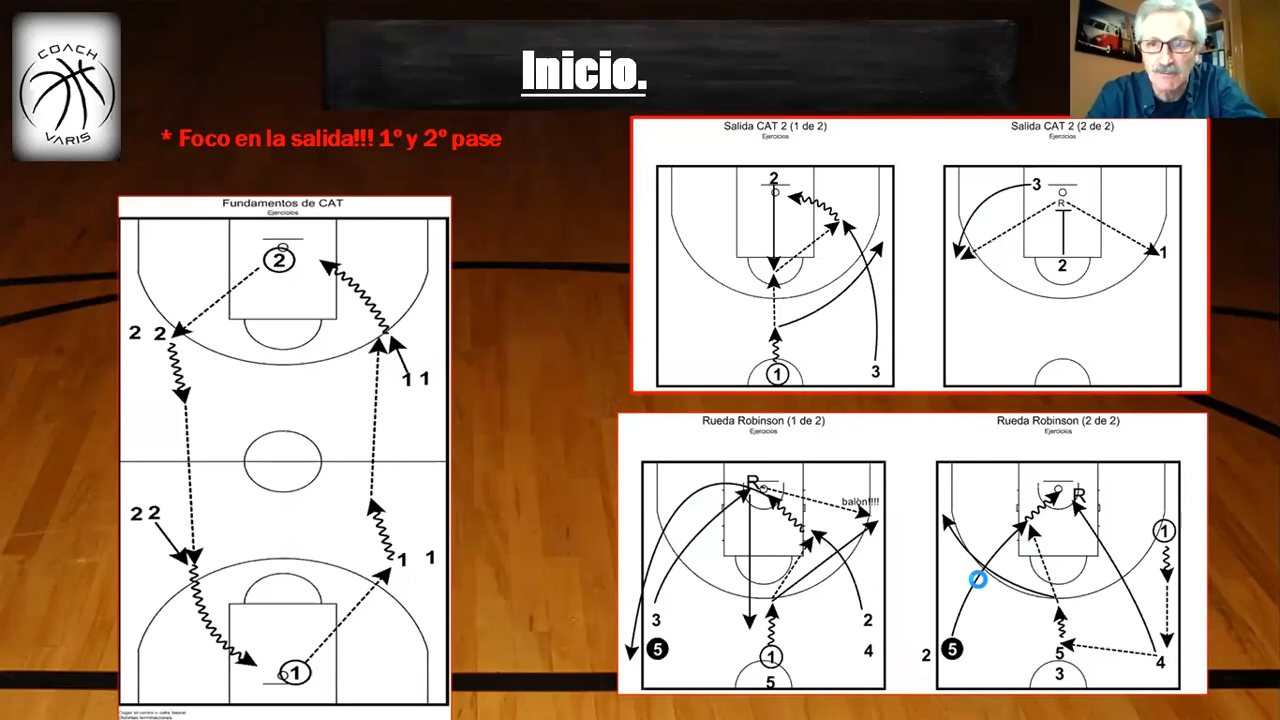 COACH
VARIS
Inicio.
* Foco en la salida!!! 1º y 2º pase
Fundamentos de CAT
Ejercicios
2
2 2
1 1
2 2
1 1
1
Salida CAT 2 (1 de 2)
Ejercicios
2
1
3
Salida CAT 2 (2 de 2)
Ejercicios
3
R
1
2
Rueda Robinson (1 de 2)
Ejercicios
R
balón!!!!
3
2
5
1
4
5
Rueda Robinson (2 de 2)
Ejercicios
R
1
2
5
5
4
3